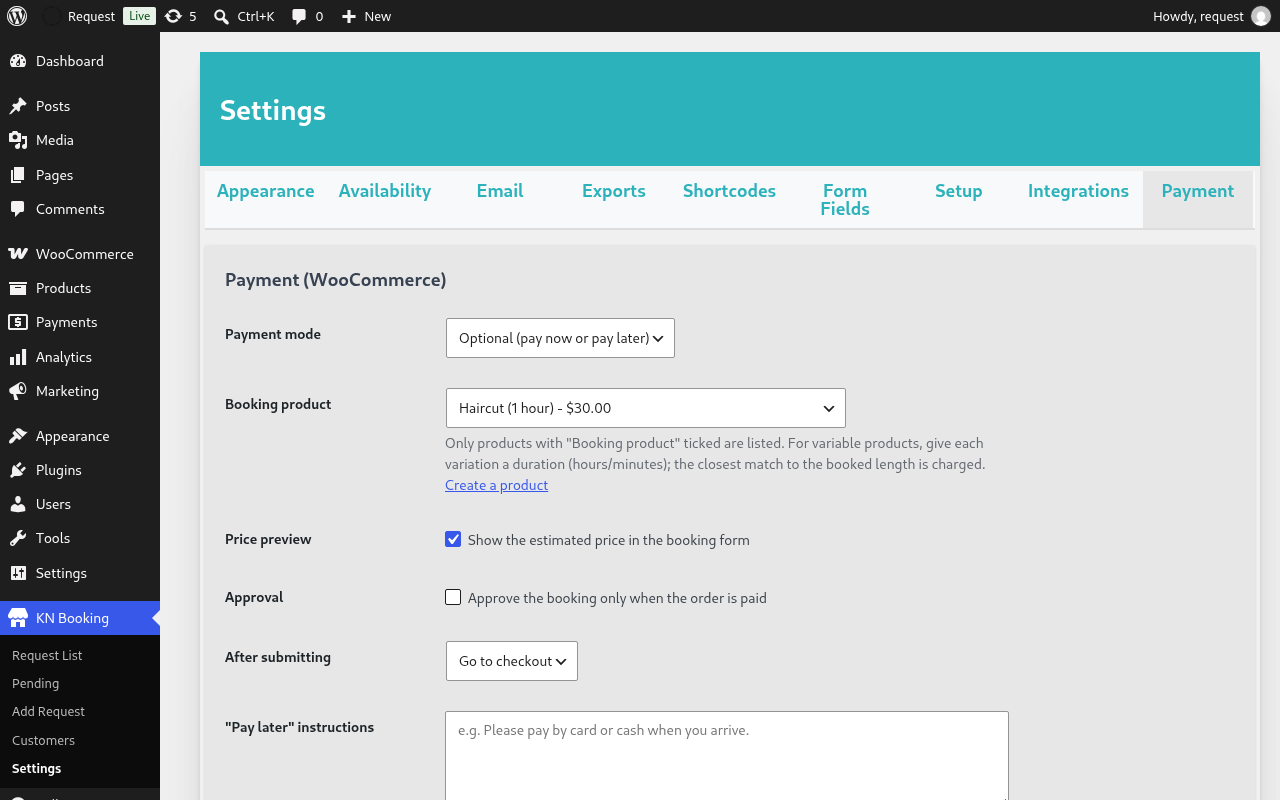 Request Live 5 Ctrl+K 0 New Howdy, request
Dashboard
Posts
Media
Pages
Comments
WooCommerce
Products
Payments
Analytics
Marketing
Appearance
Plugins
Users
Tools
Settings
KN Booking
Request List
Pending
Add Request
Customers
Settings
Settings
Appearance Availability Email Exports Shortcodes Form Fields Setup Integrations Payment
Payment (WooCommerce)
Payment mode Optional (pay now or pay later)
Booking product Haircut (1 hour) - $30.00
Only products with "Booking product" ticked are listed. For variable products, give each
variation a duration (hours/minutes); the closest match to the booked length is charged.
Create a product
Price preview Show the estimated price in the booking form
Approval Approve the booking only when the order is paid
After submitting Go to checkout
"Pay later" instructions e.g. Please pay by card or cash when you arrive.